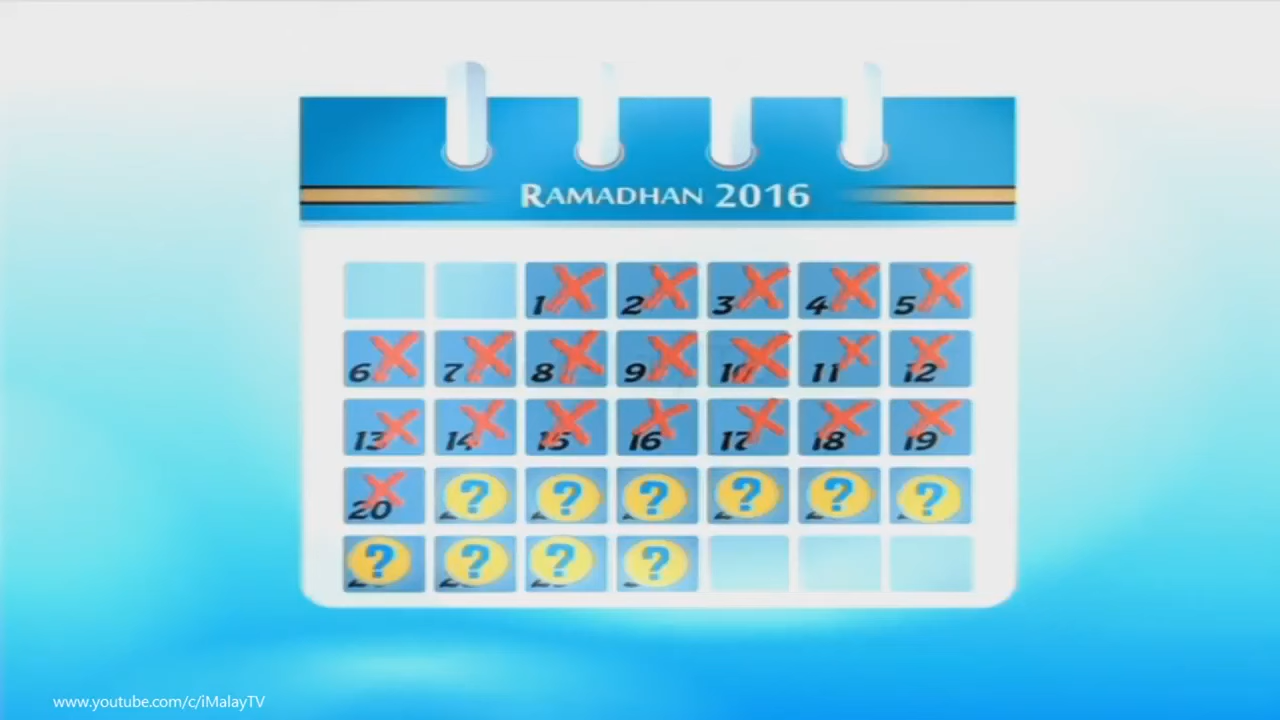 RAMADHAN 2016
1 2 3 4 5
6 7 8 9 10 11 12
13 14 15 16 17 18 19
20 ? ? ? ? ? ?
? ? ? ?
www.youtube.com/c/iMalayTV